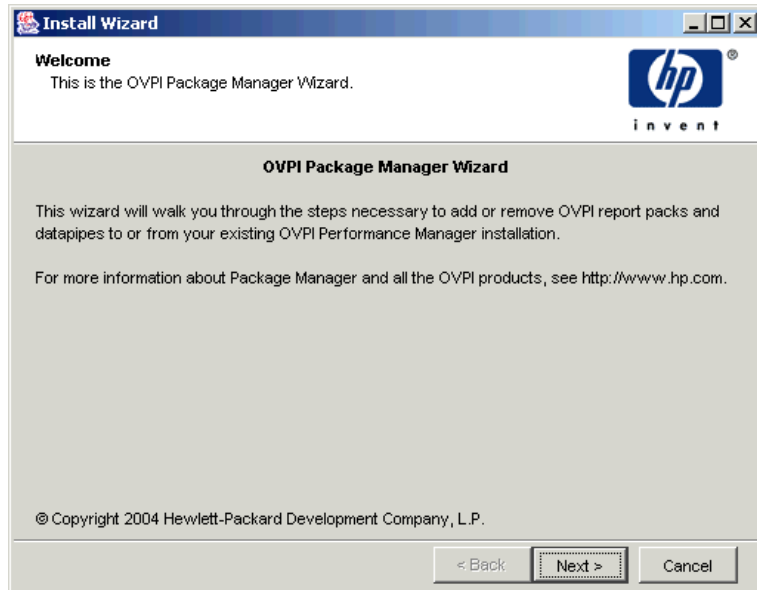 Install Wizard
Welcome
This is the OVPI Package Manager Wizard.
hp
®
invent
OVPI Package Manager Wizard
This wizard will walk you through the steps necessary to add or remove OVPI report packs and
datapipes to or from your existing OVPI Performance Manager installation.
For more information about Package Manager and all the OVPI products, see http://www.hp.com.
© Copyright 2004 Hewlett-Packard Development Company, L.P.
< Back
Next >
Cancel